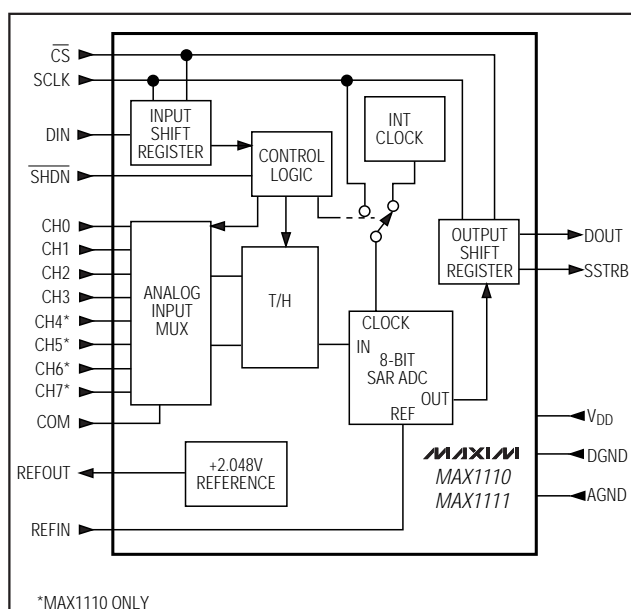 C̅S̅
SCLK
DIN
S̅H̅D̅N̅
CH0
CH1
CH2
CH3
CH4*
CH5*
CH6*
CH7*
COM
REFOUT
REFIN
INPUT
SHIFT
REGISTER
CONTROL
LOGIC
INT
CLOCK
ANALOG
INPUT
MUX
T/H
CLOCK
IN
8-BIT
SAR ADC
OUT
REF
OUTPUT
SHIFT
REGISTER
+2.048V
REFERENCE
DOUT
SSTRB
VDD
DGND
AGND
MAXIM
MAX1110
MAX1111
*MAX1110 ONLY